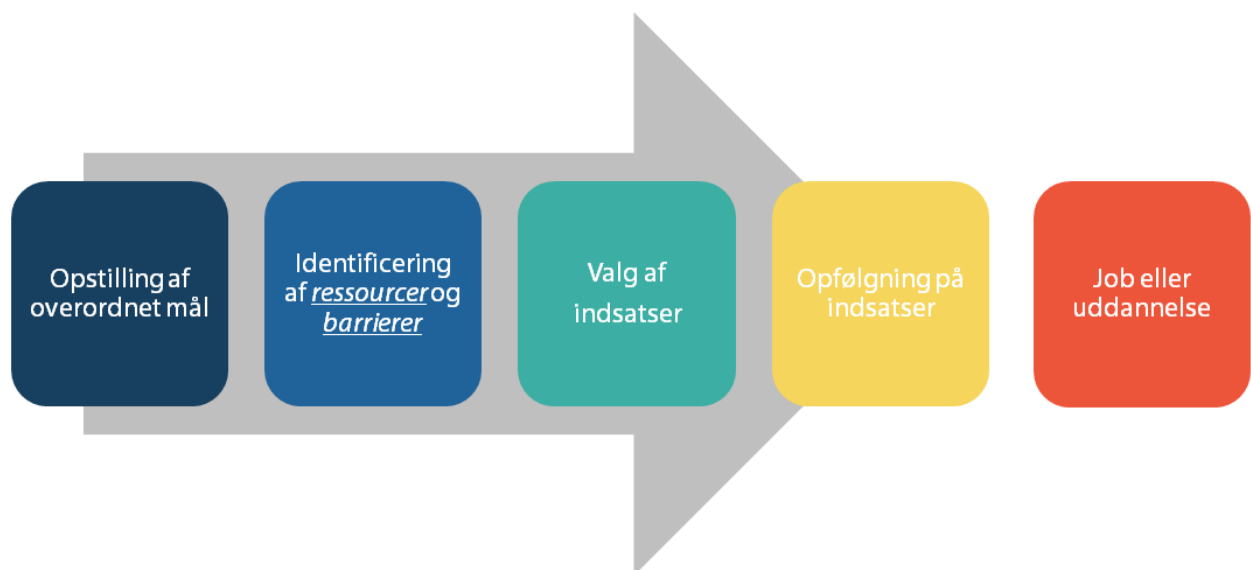 Opstilling af
overordnet mål
Identificering
af ressourcer og
barrierer
Valg af
indsatser
Opfølgning på
indsatser
Job eller
uddannelse